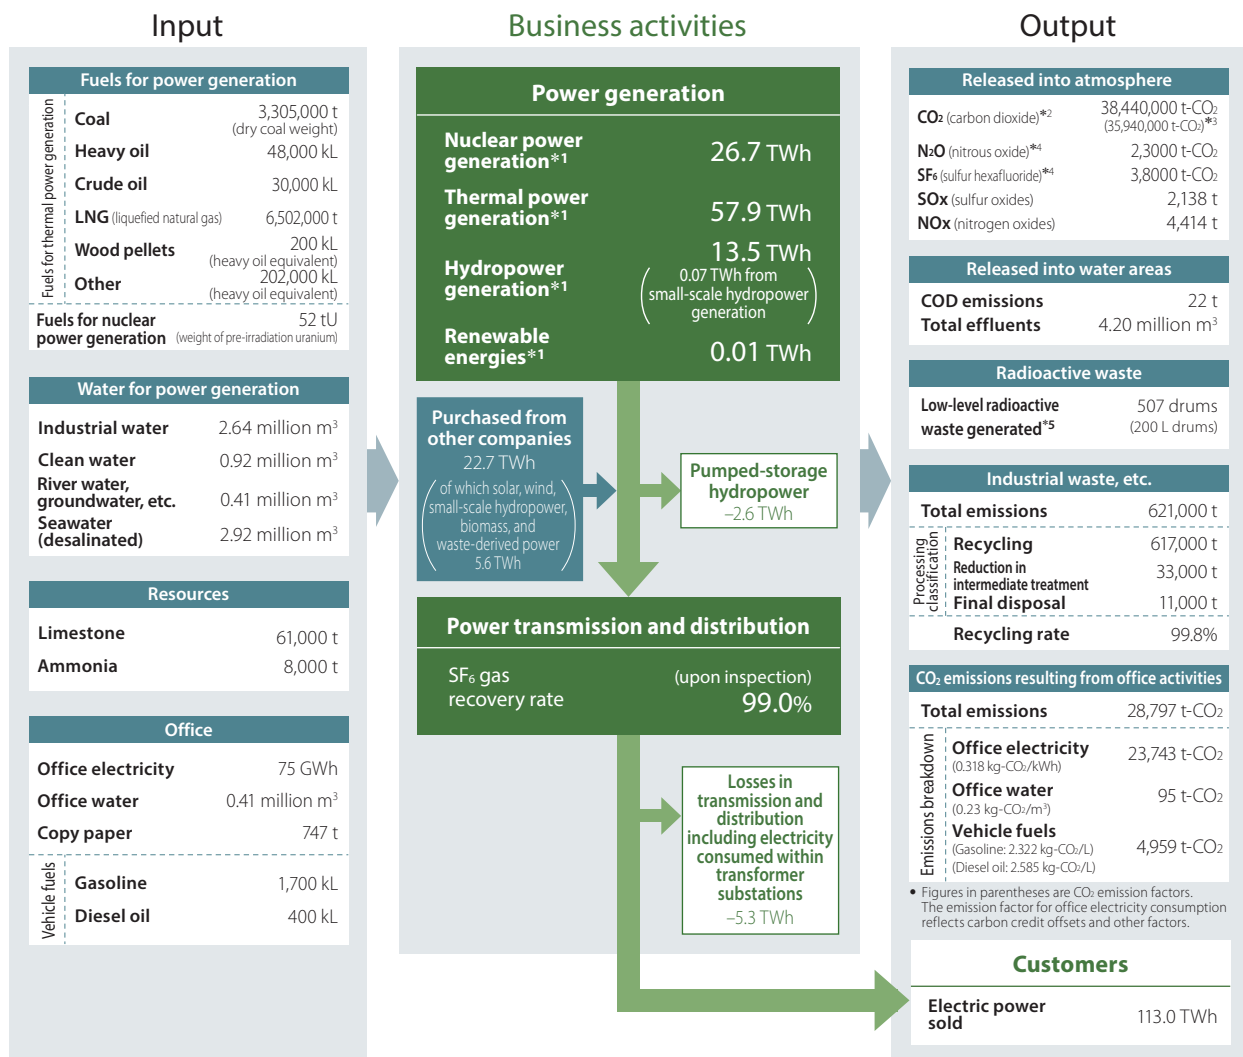 Input
Fuels for power generation
Fuels for thermal power generation
Coal 3,305,000 t
(dry coal weight)
Heavy oil 48,000 kL
Crude oil 30,000 kL
LNG (liquefied natural gas) 6,502,000 t
Wood pellets 200 kL
(heavy oil equivalent)
Other 202,000 kL
(heavy oil equivalent)
Fuels for nuclear 52 tU
power generation (weight of pre-irradiation uranium)
Water for power generation
Industrial water 2.64 million m³
Clean water 0.92 million m³
River water,
groundwater, etc. 0.41 million m³
Seawater
(desalinated) 2.92 million m³
Resources
Limestone 61,000 t
Ammonia 8,000 t
Office
Office electricity 75 GWh
Office water 0.41 million m³
Copy paper 747 t
Vehicle fuels
Gasoline 1,700 kL
Diesel oil 400 kL
Business activities
Power generation
Nuclear power
generation*1 26.7 TWh
Thermal power
generation*1 57.9 TWh
Hydropower
generation*1
13.5 TWh
(0.07 TWh from
small-scale hydropower
generation)
Renewable
energies*1 0.01 TWh
Purchased from
other companies
22.7 TWh
(of which solar, wind,
small-scale hydropower,
biomass, and
waste-derived power
5.6 TWh)
Pumped-storage
hydropower
–2.6 TWh
Power transmission and distribution
SF₆ gas
recovery rate
(upon inspection)
99.0%
Losses in
transmission and
distribution
including electricity
consumed within
transformer
substations
–5.3 TWh
Output
Released into atmosphere
CO₂ (carbon dioxide)*2 38,440,000 t-CO₂
(35,940,000 t-CO₂)*3
N₂O (nitrous oxide)*4 2,3000 t-CO₂
SF₆ (sulfur hexafluoride)*4 3,8000 t-CO₂
SOx (sulfur oxides) 2,138 t
NOx (nitrogen oxides) 4,414 t
Released into water areas
COD emissions 22 t
Total effluents 4.20 million m³
Radioactive waste
Low-level radioactive 507 drums
waste generated*5 (200 L drums)
Industrial waste, etc.
Total emissions 621,000 t
Processing
classification
Recycling 617,000 t
Reduction in
intermediate treatment 33,000 t
Final disposal 11,000 t
Recycling rate 99.8%
CO₂ emissions resulting from office activities
Total emissions 28,797 t-CO₂
Emissions breakdown
Office electricity 23,743 t-CO₂
(0.318 kg-CO₂/kWh)
Office water 95 t-CO₂
(0.23 kg-CO₂/m³)
Vehicle fuels
(Gasoline: 2.322 kg-CO₂/L) 4,959 t-CO₂
(Diesel oil: 2.585 kg-CO₂/L)
• Figures in parentheses are CO₂ emission factors.
The emission factor for office electricity consumption
reflects carbon credit offsets and other factors.
Customers
Electric power
sold 113.0 TWh